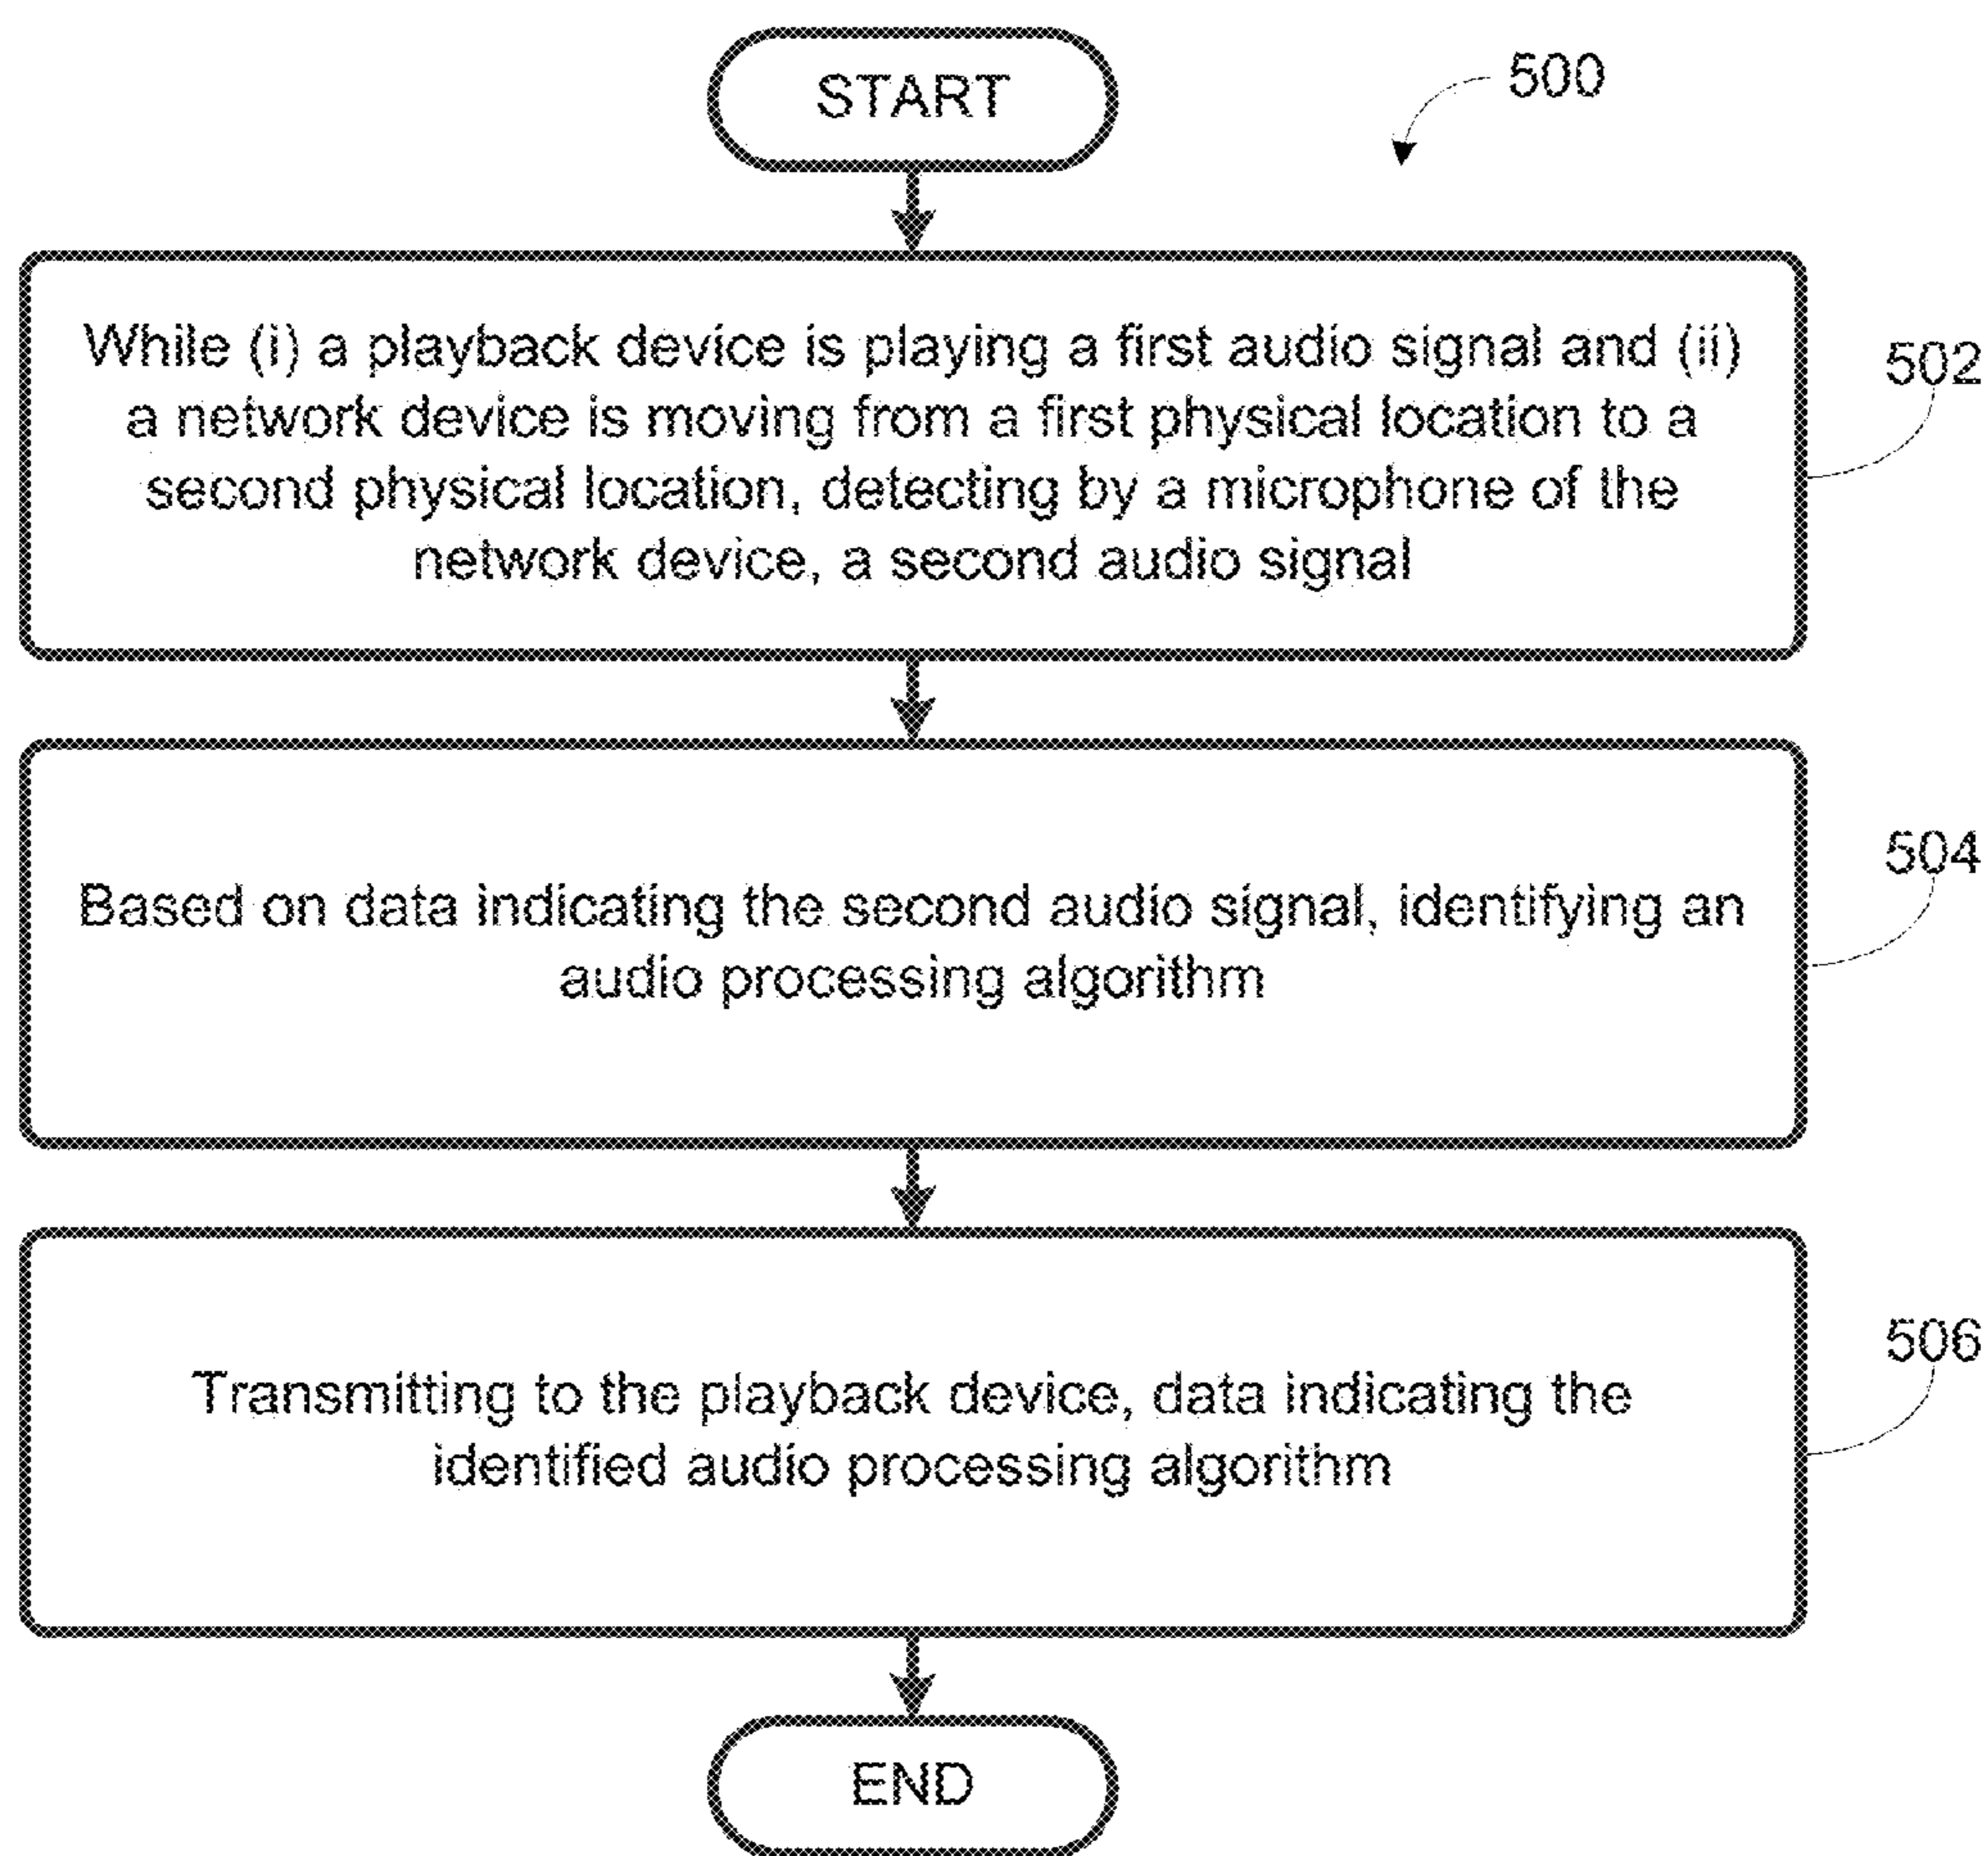 START
500
While (i) a playback device is playing a first audio signal and (ii)
a network device is moving from a first physical location to a
second physical location, detecting by a microphone of the
network device, a second audio signal
502
Based on data indicating the second audio signal, identifying an
audio processing algorithm
504
Transmitting to the playback device, data indicating the
identified audio processing algorithm
506
END